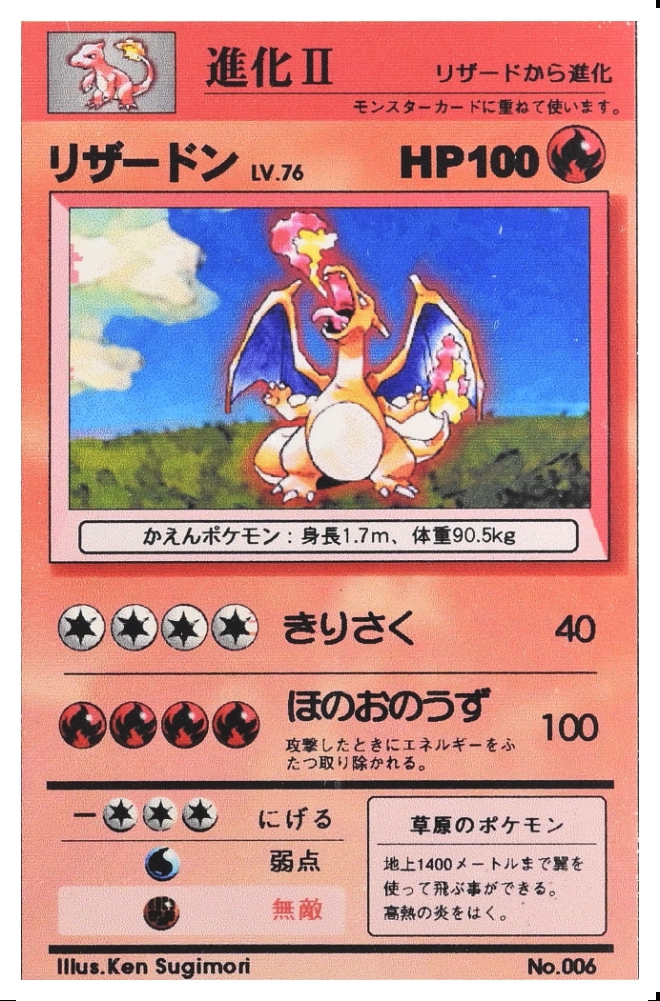 進化II
リザードから進化
モンスターカードに重ねて使います。
リザードン LV.76 HP100
かえんポケモン：身長1.7m、体重90.5kg
きりさく 40
ほのおのうず 100
攻撃したときにエネルギーをふ
たつ取り除かれる。
ー にげる
弱点
無敵
草原のポケモン
地上1400メートルまで翼を
使って飛ぶ事ができる。
高熱の炎をはく。
Illus.Ken Sugimori No.006